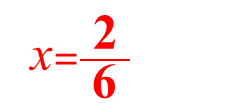 x = 2/6